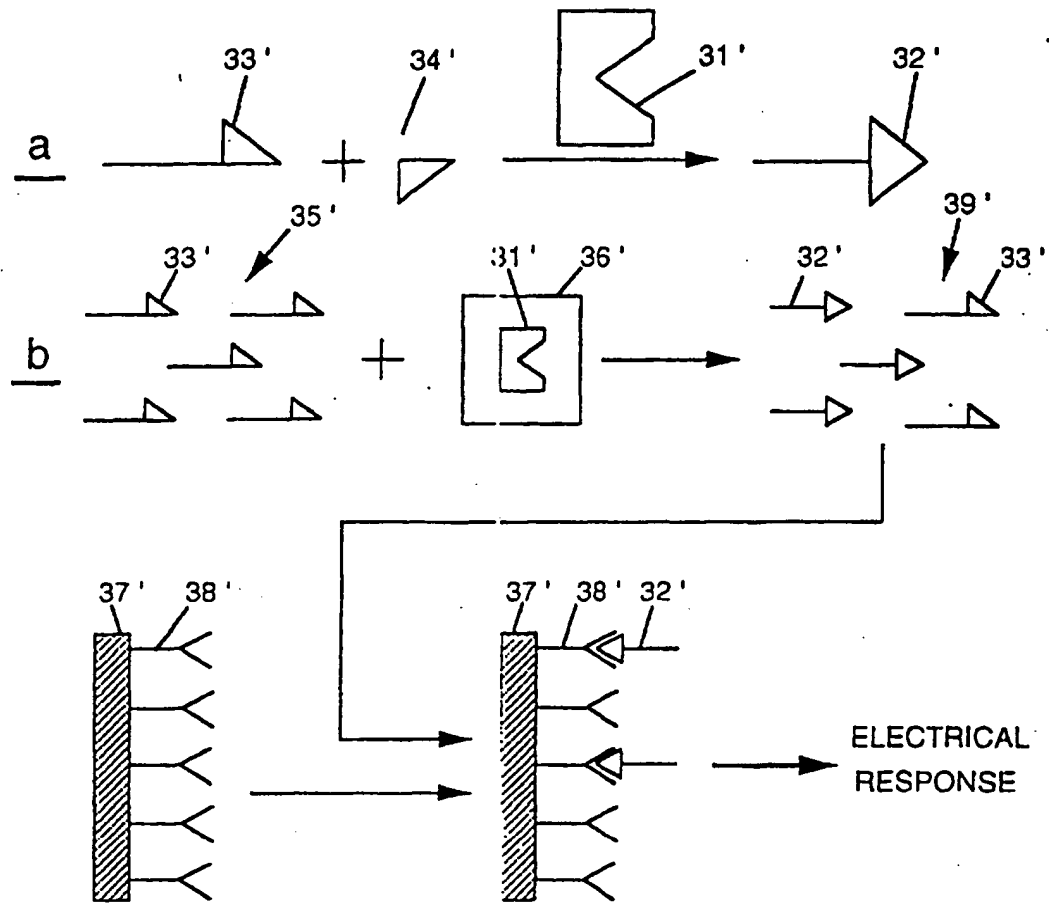 33' 34' 31' 32'
a +
35' 39'
33' 31' 36' 32' 33'
b +
37' 38' 37' 38' 32'
ELECTRICAL
RESPONSE